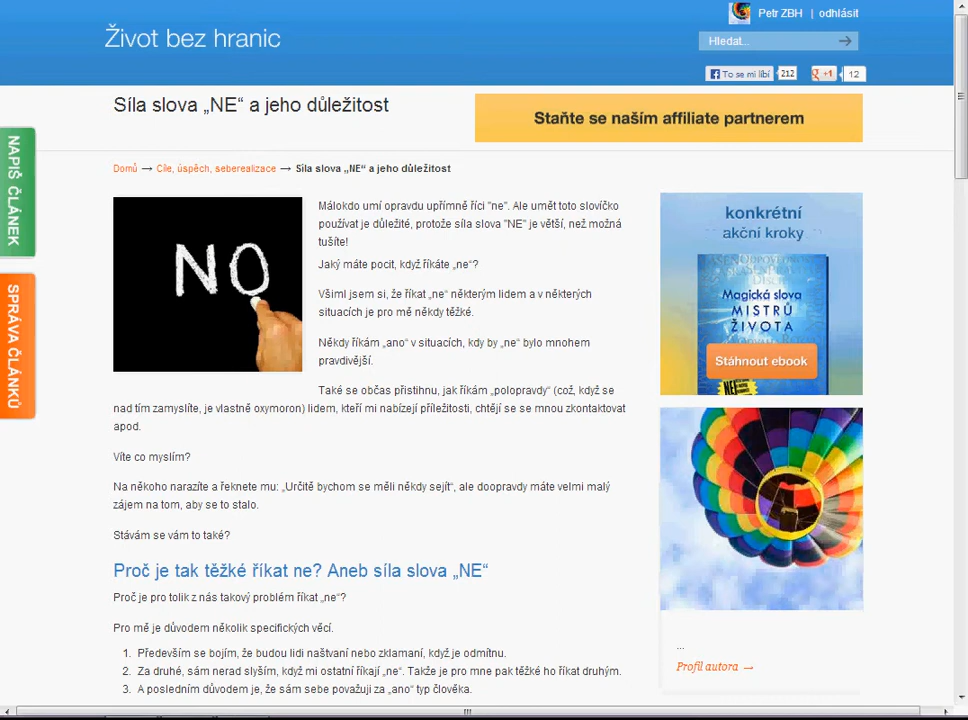 Petr ZBH | odhlásit
Život bez hranic
Hledat...
To se mi líbí 212 +1 12
Síla slova „NE“ a jeho důležitost
Staňte se naším affiliate partnerem
NAPIŠ ČLÁNEK
SPRÁVA ČLÁNKŮ
Domů → Cíle, úspěch, seberealizace → Síla slova „NE“ a jeho důležitost
NO
Málokdo umí opravdu upřímně říci "ne". Ale umět toto slovíčko
používat je důležité, protože síla slova "NE" je větší, než možná
tušíte!
Jaký máte pocit, když říkáte „ne“?
Všiml jsem si, že říkat „ne“ některým lidem a v některých
situacích je pro mě někdy těžké.
Někdy říkám „ano“ v situacích, kdy by „ne“ bylo mnohem
pravdivější.
Také se občas přistihnu, jak říkám „polopravdy“ (což, když se
nad tím zamyslíte, je vlastně oxymoron) lidem, kteří mi nabízejí příležitosti, chtějí se se mnou zkontaktovat
apod.
Víte co myslím?
Na někoho narazíte a řeknete mu: „Určitě bychom se měli někdy sejít“, ale doopravdy máte velmi malý
zájem na tom, aby se to stalo.
Stávám se vám to také?
Proč je tak těžké říkat ne? Aneb síla slova „NE“
Proč je pro tolik z nás takový problém říkat „ne“?
Pro mě je důvodem několik specifických věcí.
1. Především se bojím, že budou lidi naštvaní nebo zklamaní, když je odmítnu.
2. Za druhé, sám nerad slyším, když mi ostatní říkají „ne“. Takže je pro mne pak těžké ho říkat druhým.
3. A posledním důvodem je, že sám sebe považuji za „ano“ typ člověka.
konkrétní
akční kroky
Magická slova
MISTRŮ
ŽIVOTA
Stáhnout ebook
...
Profil autora →